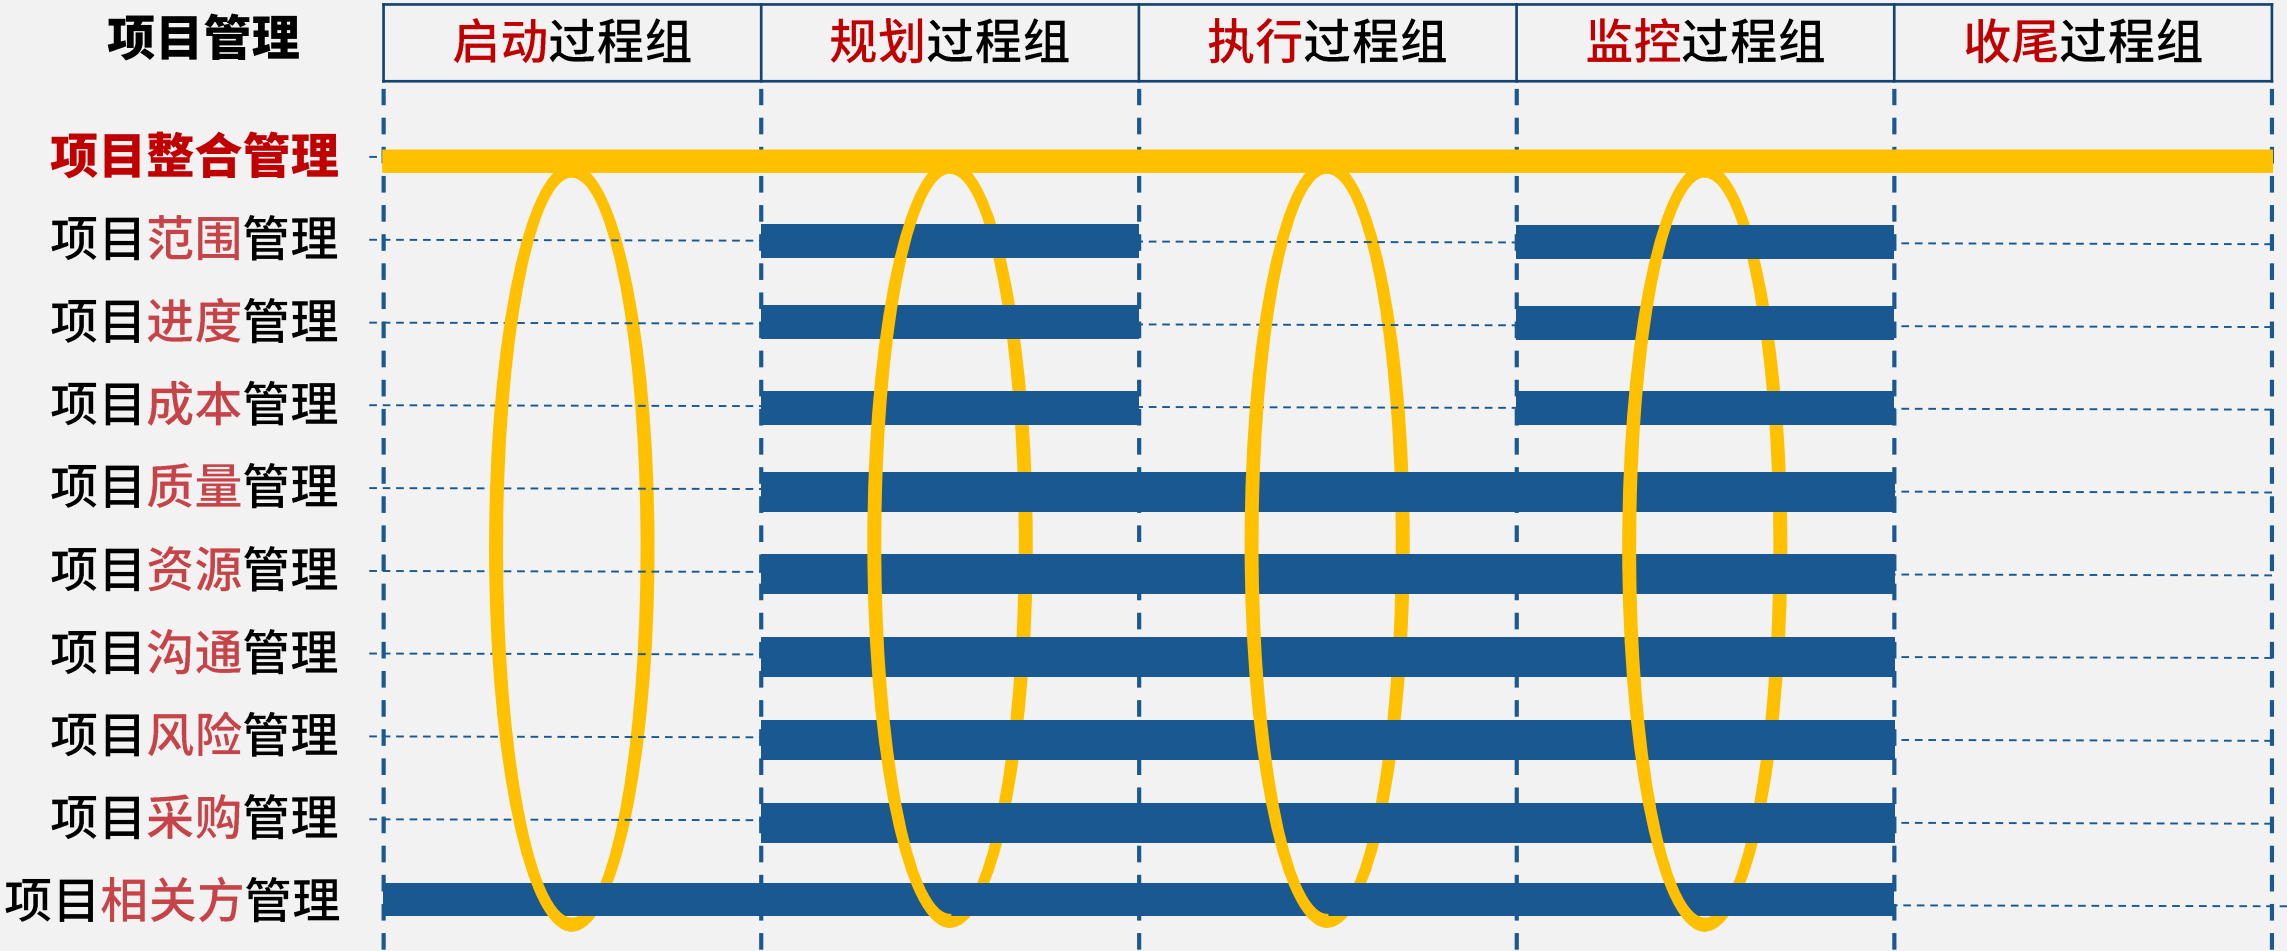 项目管理 启动过程组 规划过程组 执行过程组 监控过程组 收尾过程组
项目整合管理
项目范围管理
项目进度管理
项目成本管理
项目质量管理
项目资源管理
项目沟通管理
项目风险管理
项目采购管理
项目相关方管理